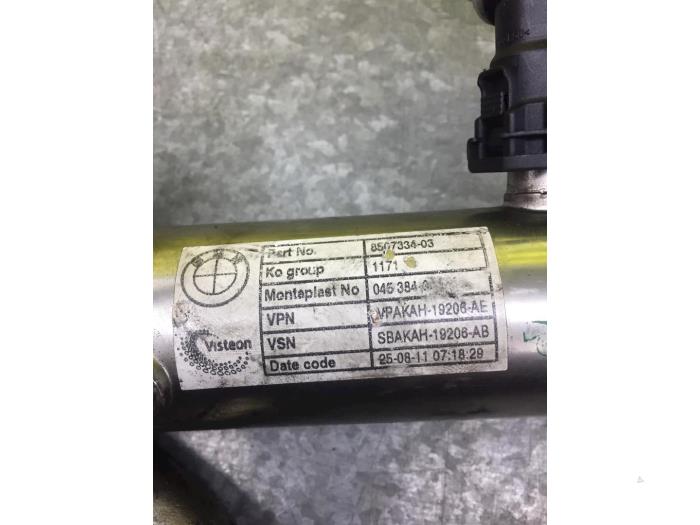 BMW
Part No. 8507334-03
Ko group 1171
Montaplast No 045 384
VPN VPAKAH-19206-AE
Visteon
VSN SBAKAH-19206-AB
Date code 25-08-11 07:18:29